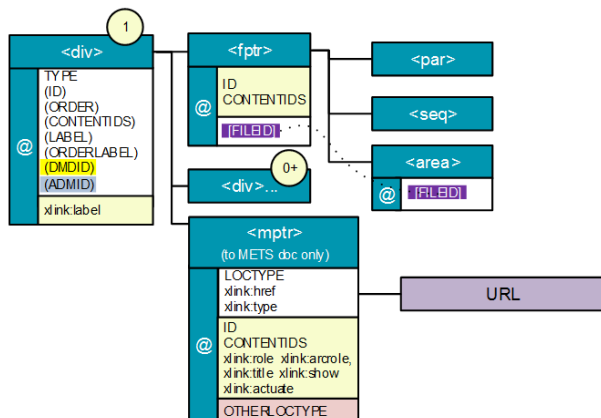 1
<div>
@
TYPE
(ID)
(ORDER)
(CONTENTIDS)
(LABEL)
(ORDERLABEL)
(DMDID)
(ADMID)
xlink:label
<fptr>
@
ID
CONTENTIDS
[FILEID]
<par>
<seq>
<area>
@
[FILEID]
0+
<div>...
<mptr>
(to METS doc only)
@
LOCTYPE
xlink:href
xlink:type
ID
CONTENTIDS
xlink:role xlink:arcrole,
xlink:title xlink:show
xlink:actuate
OTHERLOCTYPE
URL